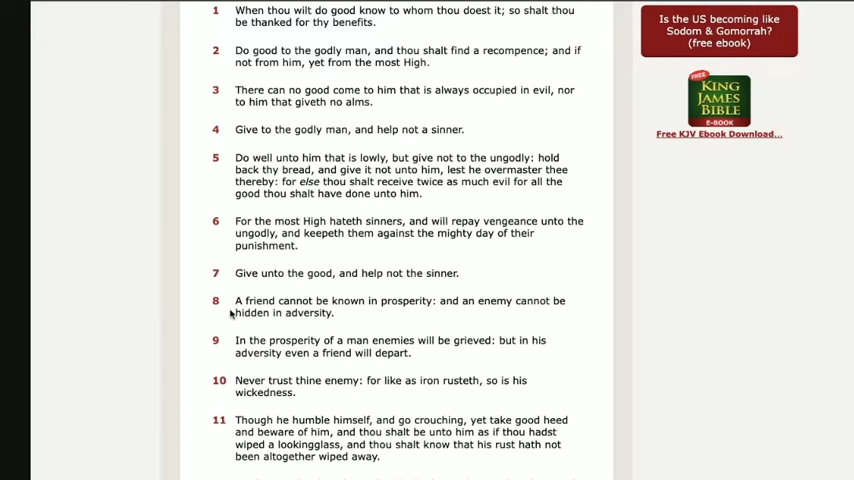 1 When thou wilt do good know to whom thou doest it; so shalt thou
be thanked for thy benefits.
2 Do good to the godly man, and thou shalt find a recompence; and if
not from him, yet from the most High.
3 There can no good come to him that is always occupied in evil, nor
to him that giveth no alms.
4 Give to the godly man, and help not a sinner.
5 Do well unto him that is lowly, but give not to the ungodly: hold
back thy bread, and give it not unto him, lest he overmaster thee
thereby: for else thou shalt receive twice as much evil for all the
good thou shalt have done unto him.
6 For the most High hateth sinners, and will repay vengeance unto the
ungodly, and keepeth them against the mighty day of their
punishment.
7 Give unto the good, and help not the sinner.
8 A friend cannot be known in prosperity: and an enemy cannot be
hidden in adversity.
9 In the prosperity of a man enemies will be grieved: but in his
adversity even a friend will depart.
10 Never trust thine enemy: for like as iron rusteth, so is his
wickedness.
11 Though he humble himself, and go crouching, yet take good heed
and beware of him, and thou shalt be unto him as if thou hadst
wiped a lookingglass, and thou shalt know that his rust hath not
been altogether wiped away.
Is the US becoming like
Sodom & Gomorrah?
(free ebook)
FREE
KING
JAMES
BIBLE
E-BOOK
Free KJV Ebook Download...